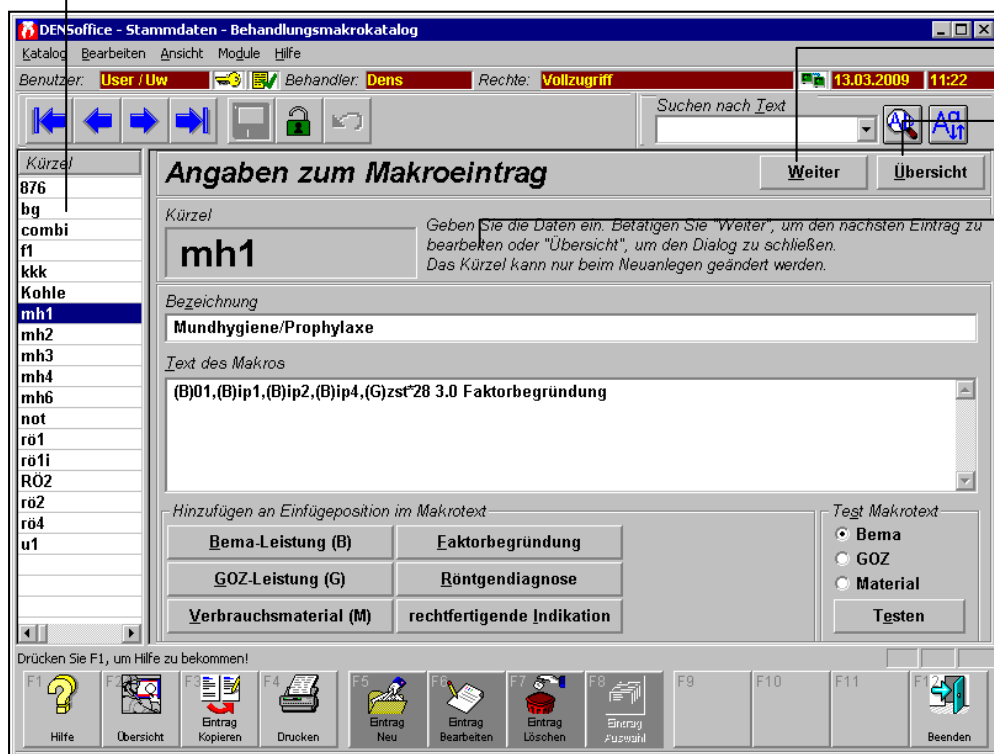 DENSoffice - Stammdaten - Behandlungsmakrokatalog
Katalog Bearbeiten Ansicht Module Hilfe
Benutzer: User / Uw Behandler: Dens Rechte: Vollzugriff 13.03.2009 11:22
Suchen nach Text
Kürzel
876
bg
combi
f1
kkk
Kohle
mh1
mh2
mh3
mh4
mh6
not
rö1
rö1i
RÖ2
rö2
rö4
u1
Angaben zum Makroeintrag
Weiter Übersicht
Kürzel
mh1
Geben Sie die Daten ein. Betätigen Sie "Weiter", um den nächsten Eintrag zu
bearbeiten oder "Übersicht", um den Dialog zu schließen.
Das Kürzel kann nur beim Neuanlegen geändert werden.
Bezeichnung
Mundhygiene/Prophylaxe
Text des Makros
(B)01,(B)ip1,(B)ip2,(B)ip4,(G)zst*28 3.0 Faktorbegründung
Hinzufügen an Einfügeposition im Makrotext
Bema-Leistung (B) Faktorbegründung
GOZ-Leistung (G) Röntgendiagnose
Verbrauchsmaterial (M) rechtfertigende Indikation
Test Makrotext
Bema
GOZ
Material
Testen
Drücken Sie F1, um Hilfe zu bekommen!
F1 Hilfe
F2 Übersicht
F3 Eintrag Kopieren
F4 Drucken
F5 Eintrag Neu
F6 Eintrag Bearbeiten
F7 Eintrag Löschen
F8 Eintrag Auswahl
F9
F10
F11
F12 Beenden